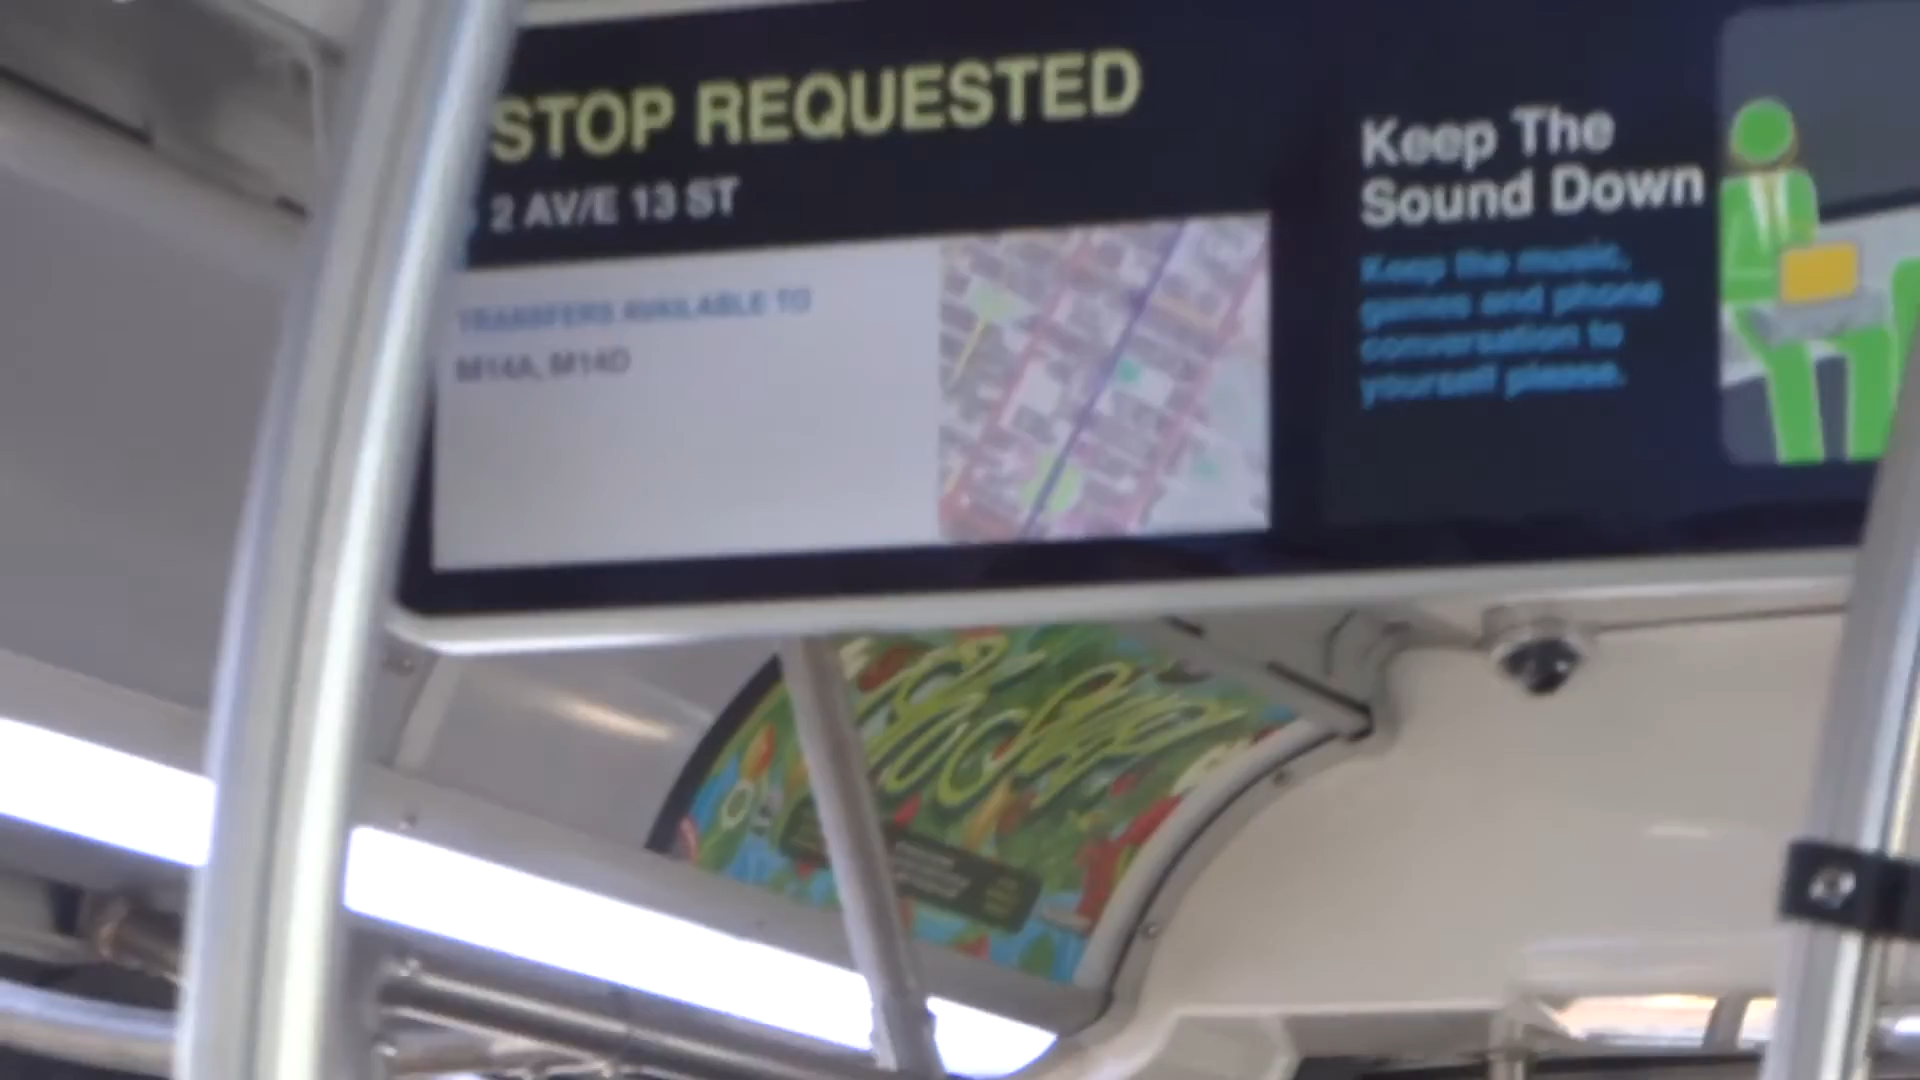 STOP REQUESTED
2 AV/E 13 ST
TRANSFERS AVAILABLE TO
M14A, M14D
Keep The
Sound Down
Keep the music,
games and phone
conversation to
yourself please.